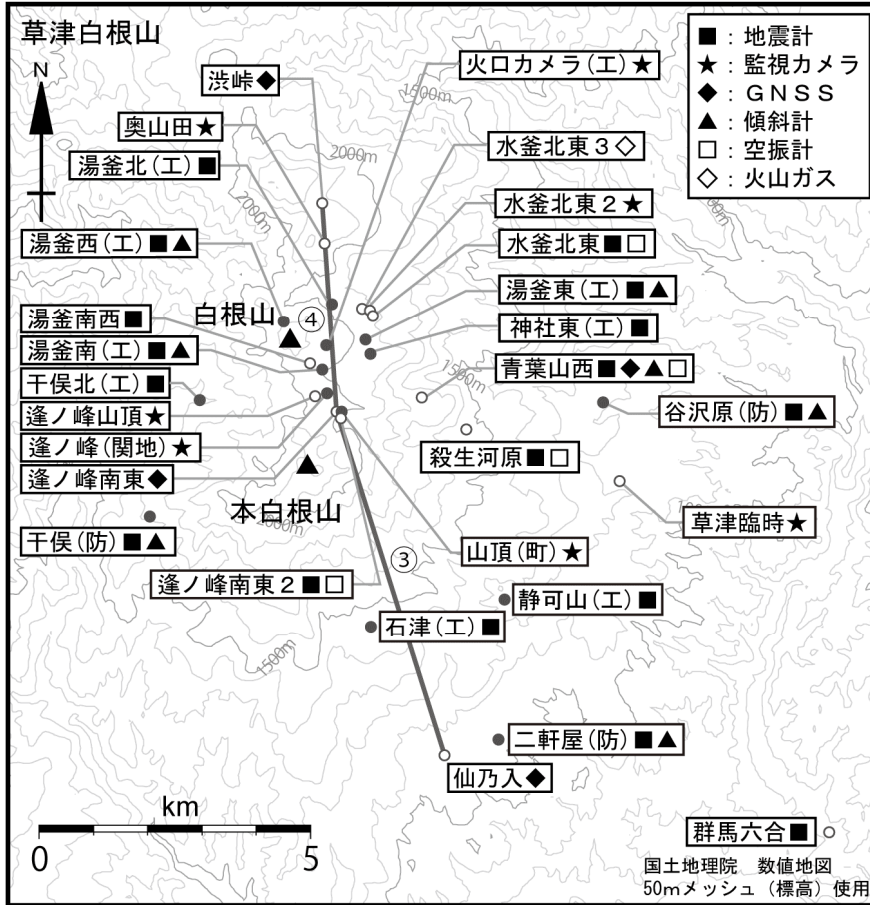 草津白根山
N
■：地震計
★：監視カメラ
◆：GNSS
▲：傾斜計
□：空振計
◇：火山ガス
渋峠◆
火口カメラ(工)★
1500m
奥山田★
2000m
水釜北東３◇
湯釜北(工)■
2000m
水釜北東２★
湯釜西(工)■▲
水釜北東■□
湯釜東(工)■▲
湯釜南西■
白根山
④
神社東(工)■
湯釜南(工)■▲
青葉山西■◆▲□
干俣北(工)■
1500m
谷沢原(防)■▲
逢ノ峰山頂★
逢ノ峰(関地)★
殺生河原■□
逢ノ峰南東◆
本白根山
2000m
草津臨時★
干俣(防)■▲
山頂(町)★
③
逢ノ峰南東２■□
静可山(工)■
石津(工)■
1500m
二軒屋(防)■▲
仙乃入◆
km
0
5
群馬六合■
国土地理院　数値地図
50mメッシュ（標高）使用